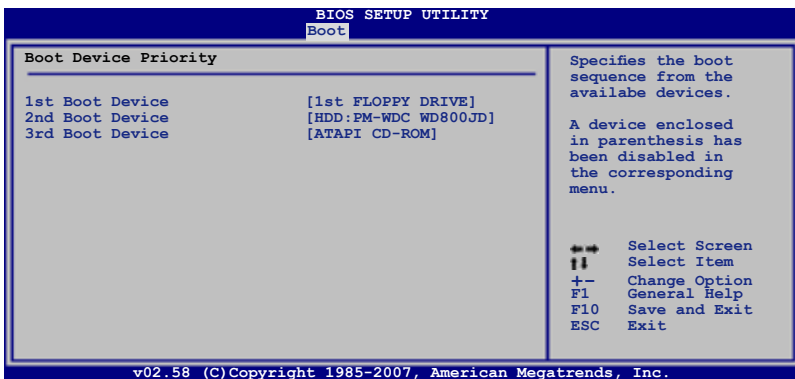 BIOS SETUP UTILITY
Boot
Boot Device Priority
1st Boot Device [1st FLOPPY DRIVE]
2nd Boot Device [HDD:PM-WDC WD800JD]
3rd Boot Device [ATAPI CD-ROM]
Specifies the boot
sequence from the
availabe devices.
A device enclosed
in parenthesis has
been disabled in
the corresponding
menu.
←→ Select Screen
↑↓ Select Item
+- Change Option
F1 General Help
F10 Save and Exit
ESC Exit
v02.58 (C)Copyright 1985-2007, American Megatrends, Inc.